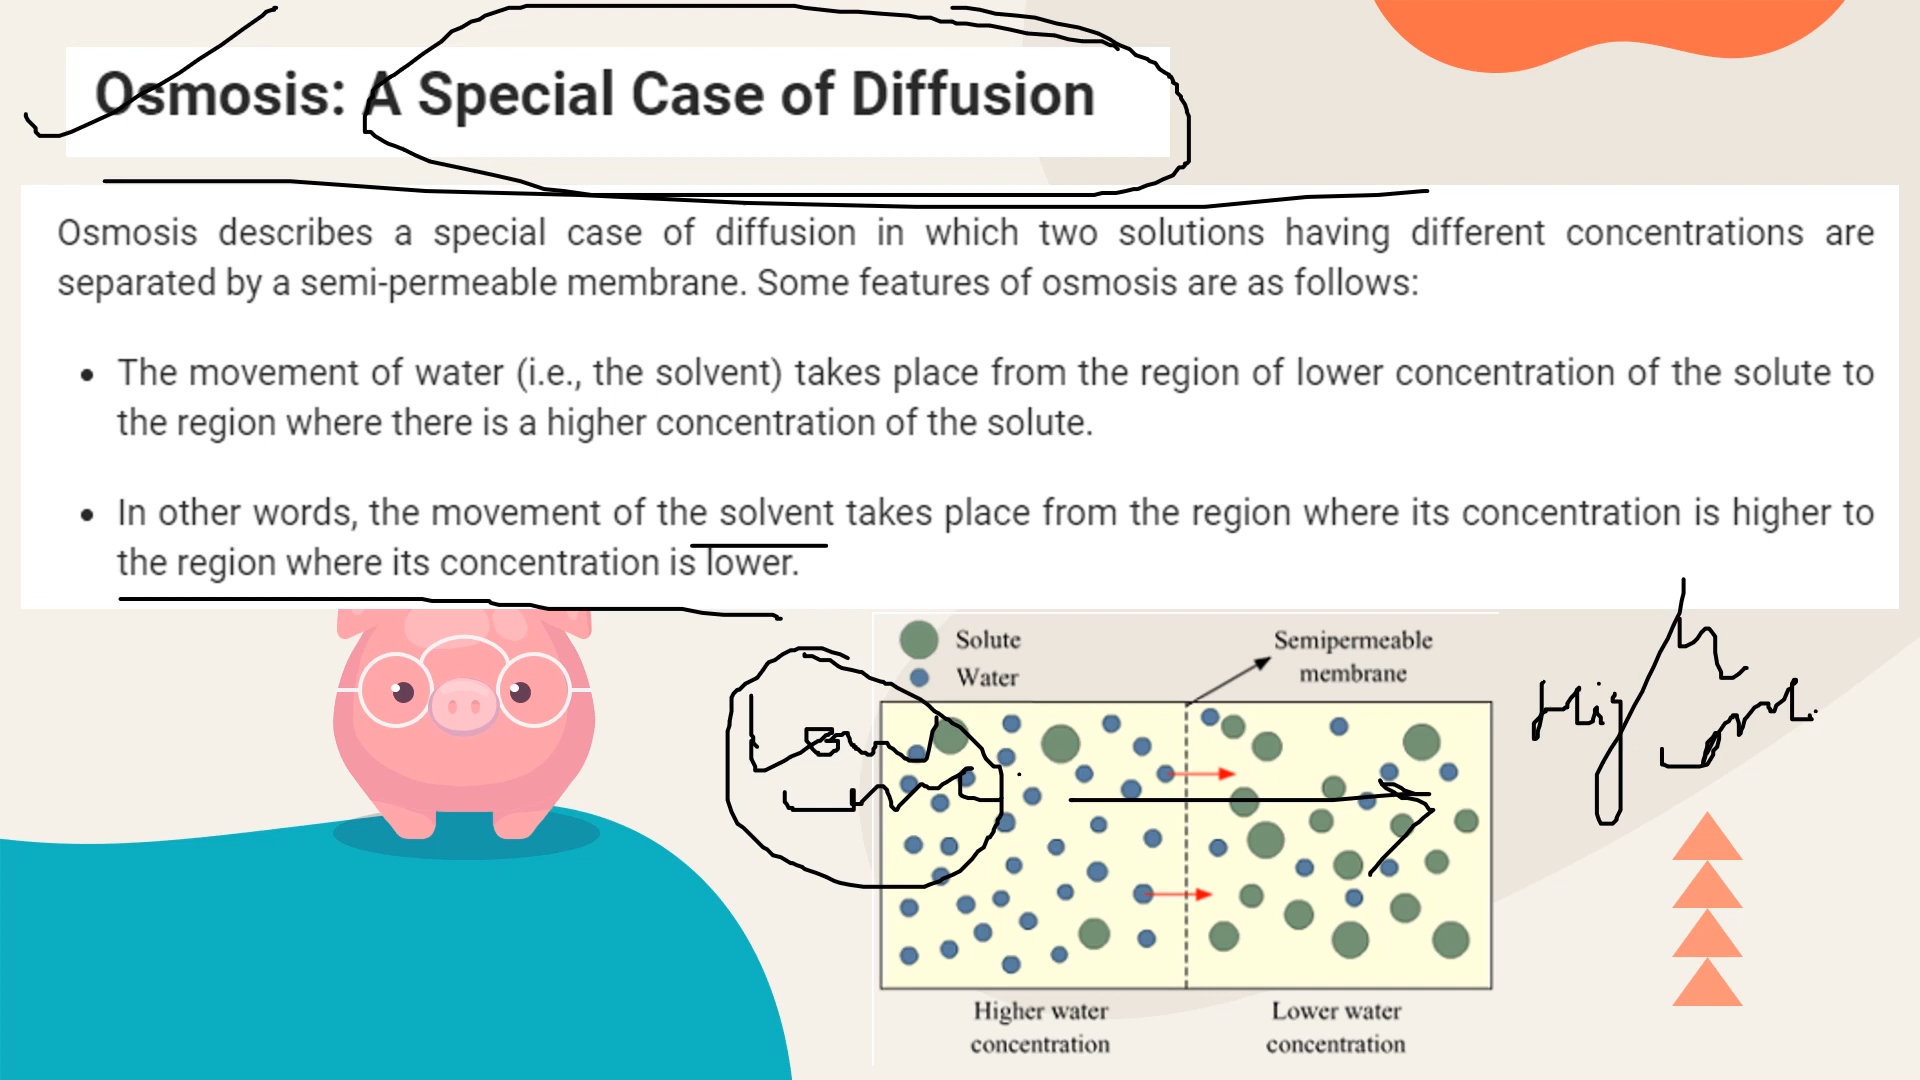 Osmosis: A Special Case of Diffusion
Osmosis describes a special case of diffusion in which two solutions having different concentrations are
separated by a semi-permeable membrane. Some features of osmosis are as follows:
• The movement of water (i.e., the solvent) takes place from the region of lower concentration of the solute to
the region where there is a higher concentration of the solute.
• In other words, the movement of the solvent takes place from the region where its concentration is higher to
the region where its concentration is lower.
Solute
Water
Semipermeable
membrane
High
Higher water
concentration
Lower water
concentration